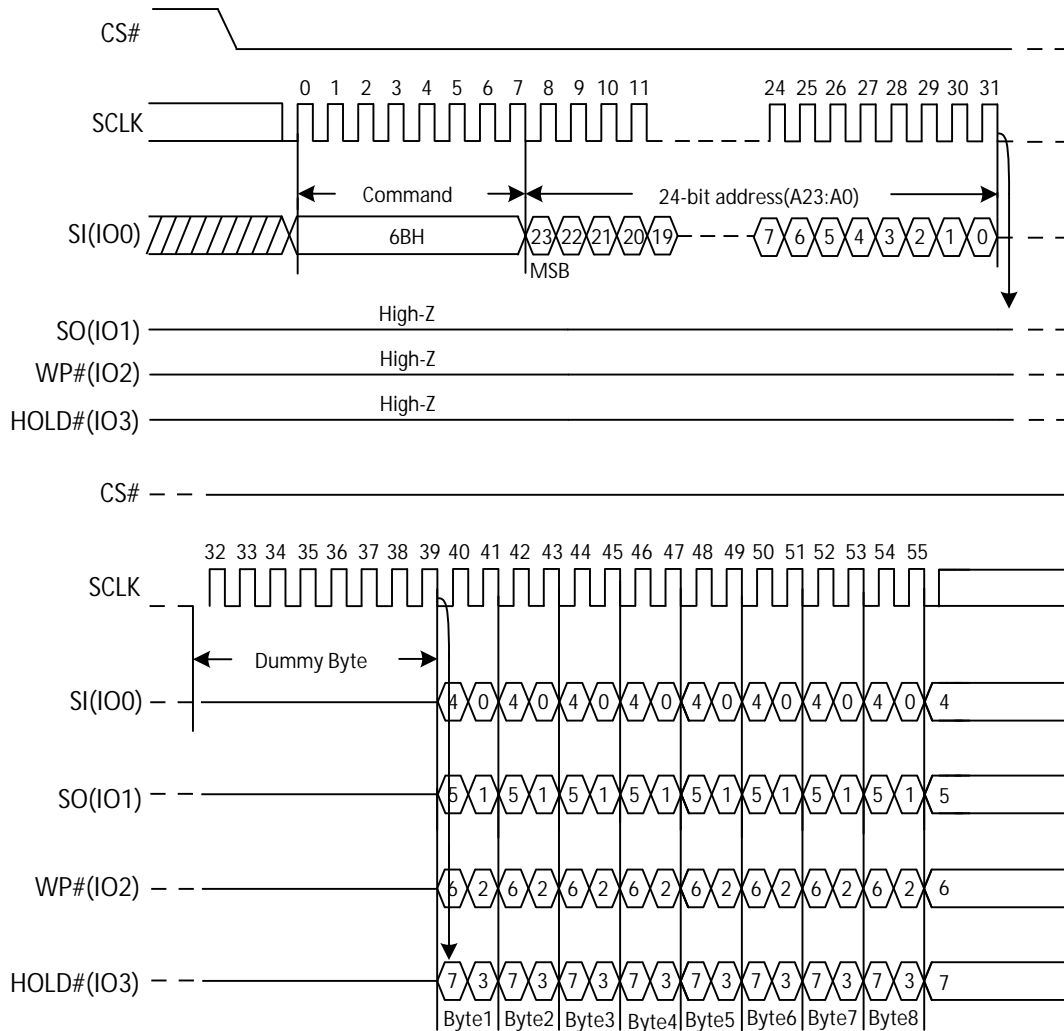 CS#
0 1 2 3 4 5 6 7 8 9 10 11 24 25 26 27 28 29 30 31
SCLK
Command 24-bit address(A23:A0)
SI(IO0) 6BH 23 22 21 20 19 7 6 5 4 3 2 1 0
MSB
High-Z
SO(IO1)
High-Z
WP#(IO2)
High-Z
HOLD#(IO3)
CS#
32 33 34 35 36 37 38 39 40 41 42 43 44 45 46 47 48 49 50 51 52 53 54 55
SCLK
Dummy Byte
SI(IO0) 4 0 4 0 4 0 4 0 4 0 4 0 4 0 4 0 4
SO(IO1) 5 1 5 1 5 1 5 1 5 1 5 1 5 1 5 1 5
WP#(IO2) 6 2 6 2 6 2 6 2 6 2 6 2 6 2 6 2 6
HOLD#(IO3) 7 3 7 3 7 3 7 3 7 3 7 3 7 3 7 3 7
Byte1 Byte2 Byte3 Byte4 Byte5 Byte6 Byte7 Byte8